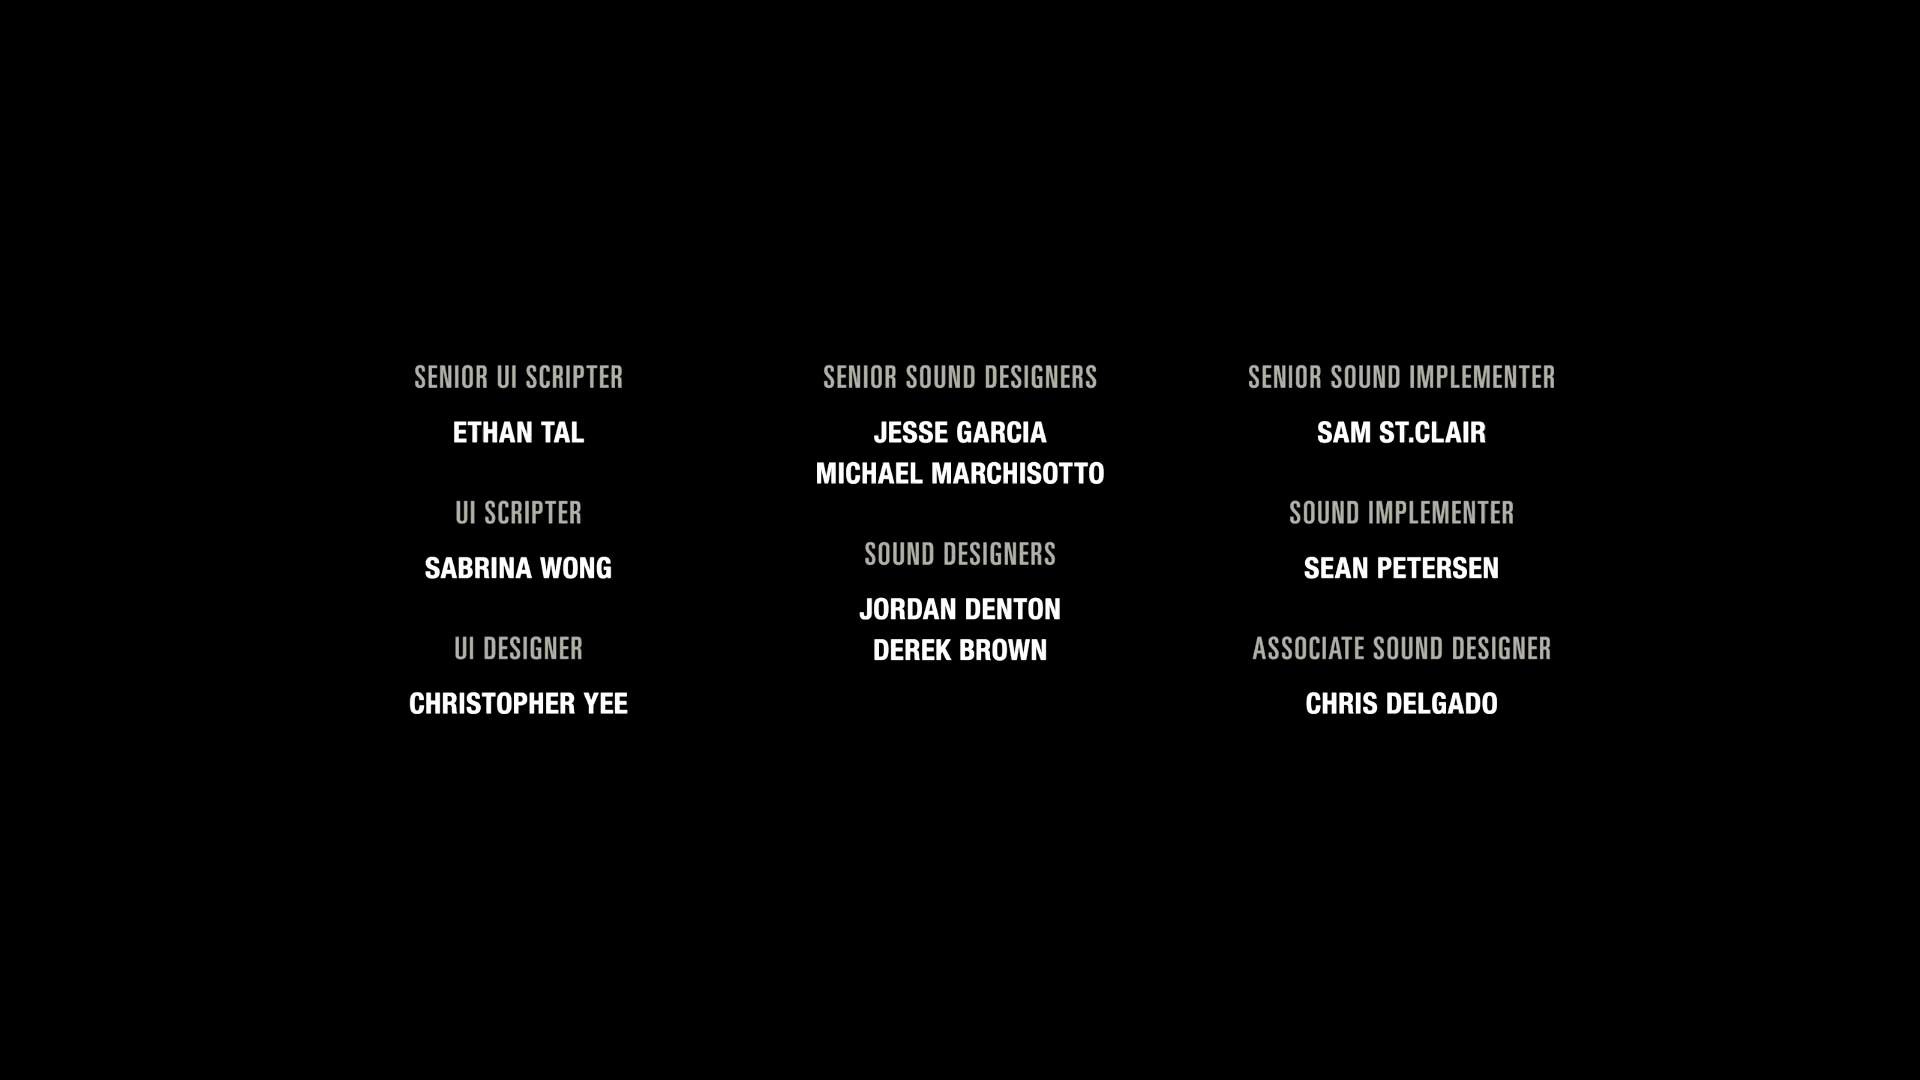 SENIOR UI SCRIPTER
ETHAN TAL
UI SCRIPTER
SABRINA WONG
UI DESIGNER
CHRISTOPHER YEE
SENIOR SOUND DESIGNERS
JESSE GARCIA
MICHAEL MARCHISOTTO
SOUND DESIGNERS
JORDAN DENTON
DEREK BROWN
SENIOR SOUND IMPLEMENTER
SAM ST.CLAIR
SOUND IMPLEMENTER
SEAN PETERSEN
ASSOCIATE SOUND DESIGNER
CHRIS DELGADO